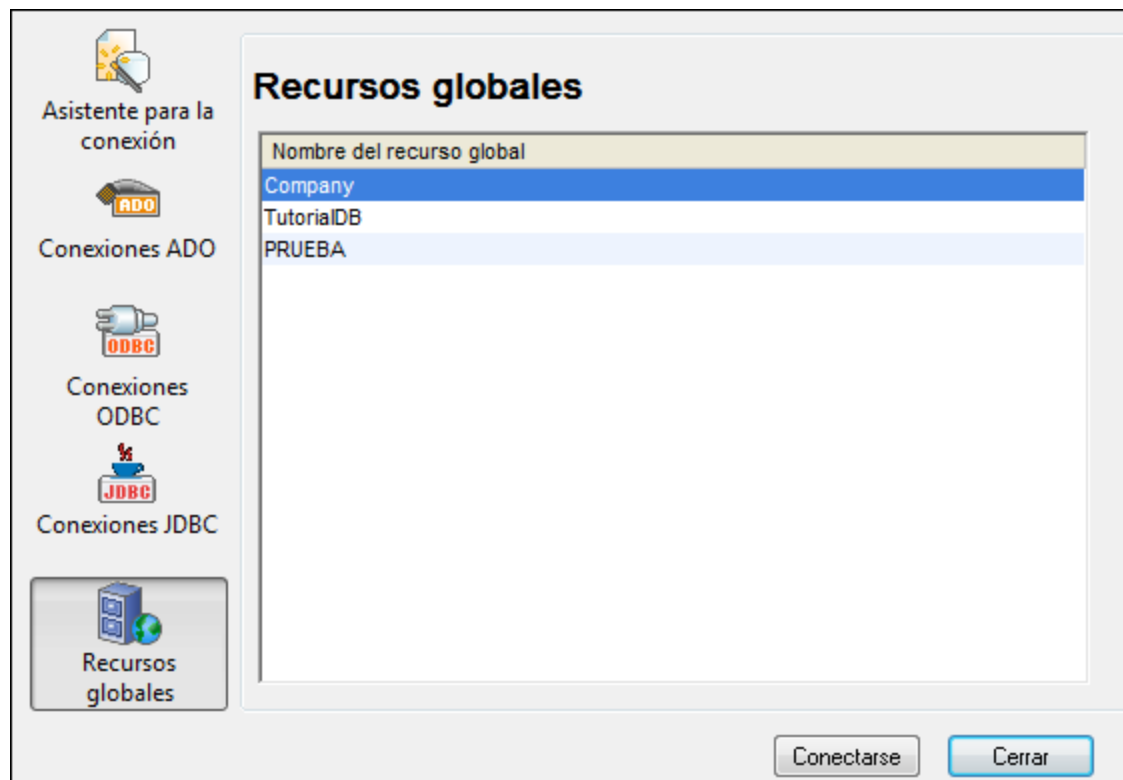 Asistente para la
conexión
ADO
Conexiones ADO
ODBC
Conexiones
ODBC
JDBC
Conexiones JDBC
Recursos
globales
Recursos globales
Nombre del recurso global
Company
TutorialDB
PRUEBA
Conectarse
Cerrar